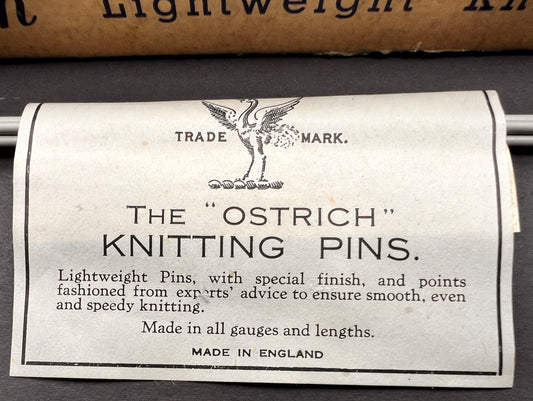 Lightweight
TRADE MARK.
THE "OSTRICH"
KNITTING PINS.
Lightweight Pins, with special finish, and points
fashioned from experts' advice to ensure smooth, even
and speedy knitting.
Made in all gauges and lengths.
MADE IN ENGLAND